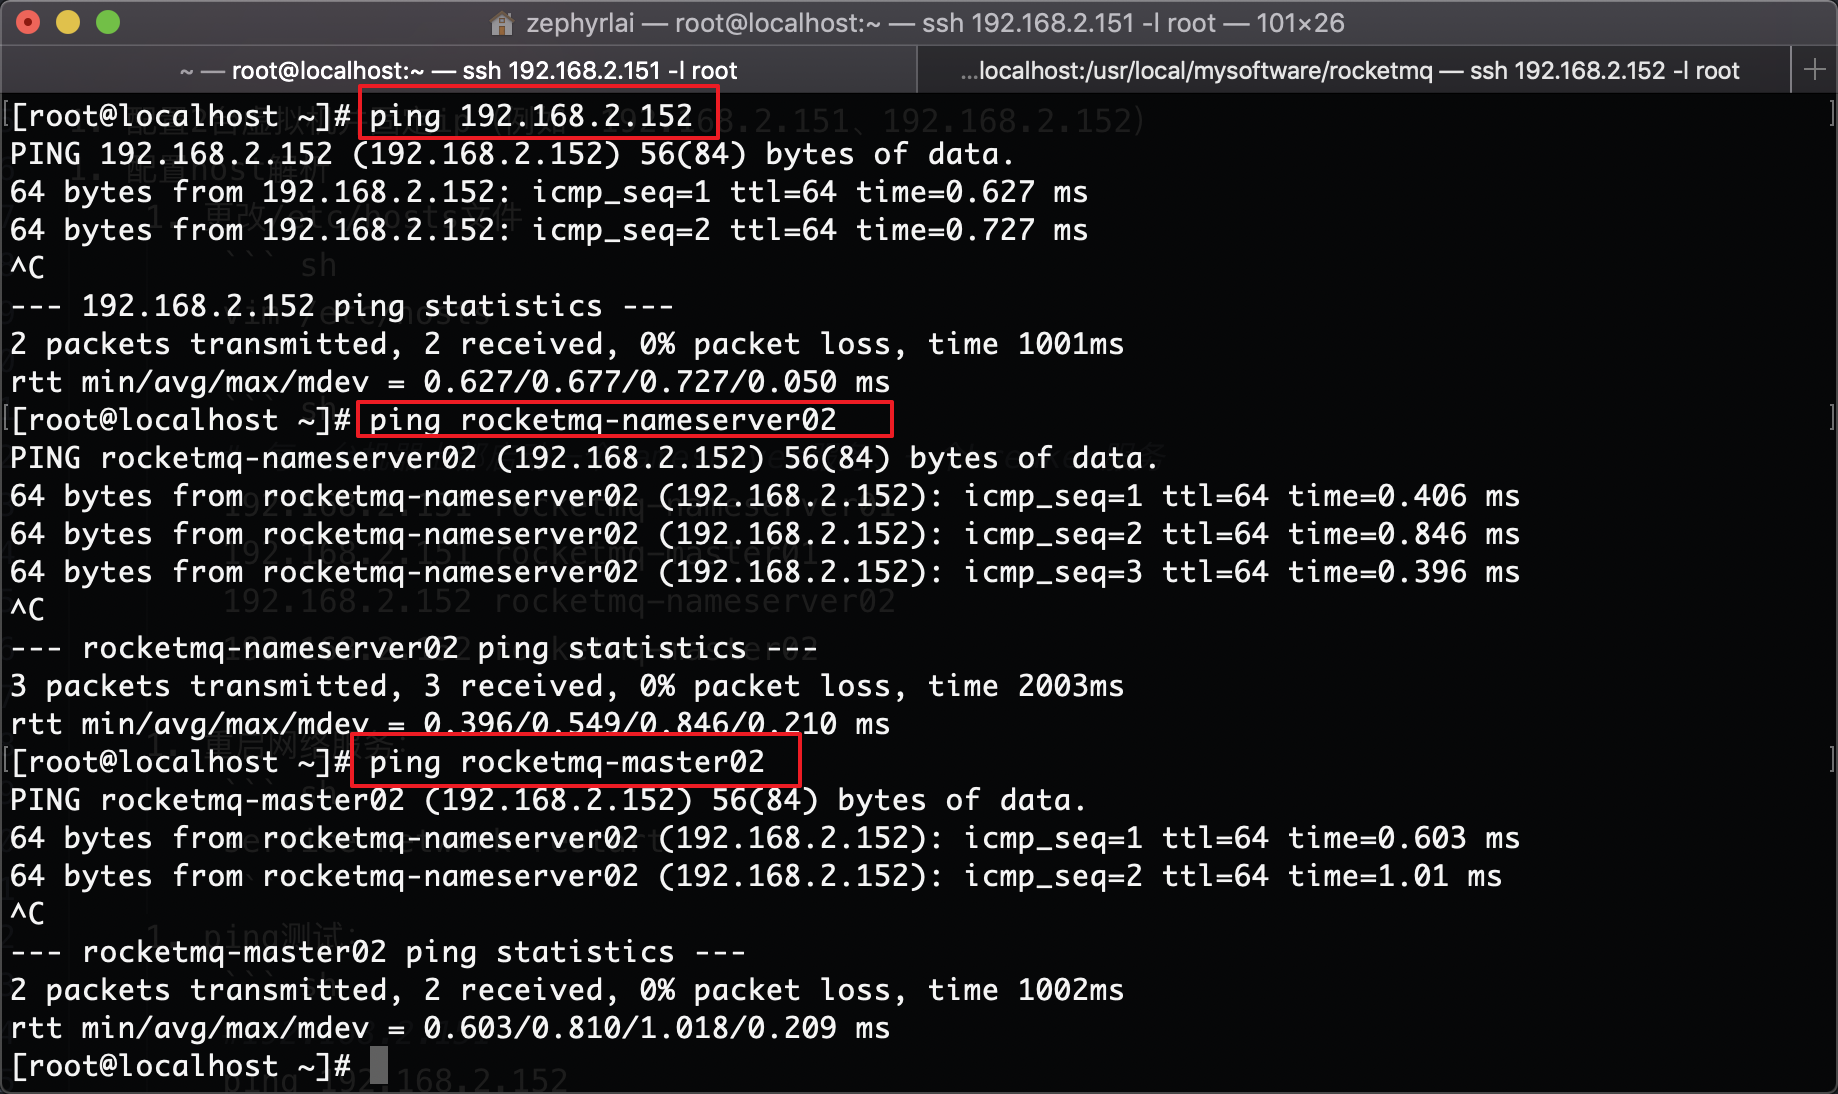 zephyrlai — root@localhost:~ — ssh 192.168.2.151 -l root — 101×26
~ — root@localhost:~ — ssh 192.168.2.151 -l root
...localhost:/usr/local/mysoftware/rocketmq — ssh 192.168.2.152 -l root
[root@localhost ~]# ping 192.168.2.152
PING 192.168.2.152 (192.168.2.152) 56(84) bytes of data.
64 bytes from 192.168.2.152: icmp_seq=1 ttl=64 time=0.627 ms
64 bytes from 192.168.2.152: icmp_seq=2 ttl=64 time=0.727 ms
^C
--- 192.168.2.152 ping statistics ---
2 packets transmitted, 2 received, 0% packet loss, time 1001ms
rtt min/avg/max/mdev = 0.627/0.677/0.727/0.050 ms
[root@localhost ~]# ping rocketmq-nameserver02
PING rocketmq-nameserver02 (192.168.2.152) 56(84) bytes of data.
64 bytes from rocketmq-nameserver02 (192.168.2.152): icmp_seq=1 ttl=64 time=0.406 ms
64 bytes from rocketmq-nameserver02 (192.168.2.152): icmp_seq=2 ttl=64 time=0.846 ms
64 bytes from rocketmq-nameserver02 (192.168.2.152): icmp_seq=3 ttl=64 time=0.396 ms
^C
--- rocketmq-nameserver02 ping statistics ---
3 packets transmitted, 3 received, 0% packet loss, time 2003ms
rtt min/avg/max/mdev = 0.396/0.549/0.846/0.210 ms
[root@localhost ~]# ping rocketmq-master02
PING rocketmq-master02 (192.168.2.152) 56(84) bytes of data.
64 bytes from rocketmq-nameserver02 (192.168.2.152): icmp_seq=1 ttl=64 time=0.603 ms
64 bytes from rocketmq-nameserver02 (192.168.2.152): icmp_seq=2 ttl=64 time=1.01 ms
^C
--- rocketmq-master02 ping statistics ---
2 packets transmitted, 2 received, 0% packet loss, time 1002ms
rtt min/avg/max/mdev = 0.603/0.810/1.018/0.209 ms
[root@localhost ~]#